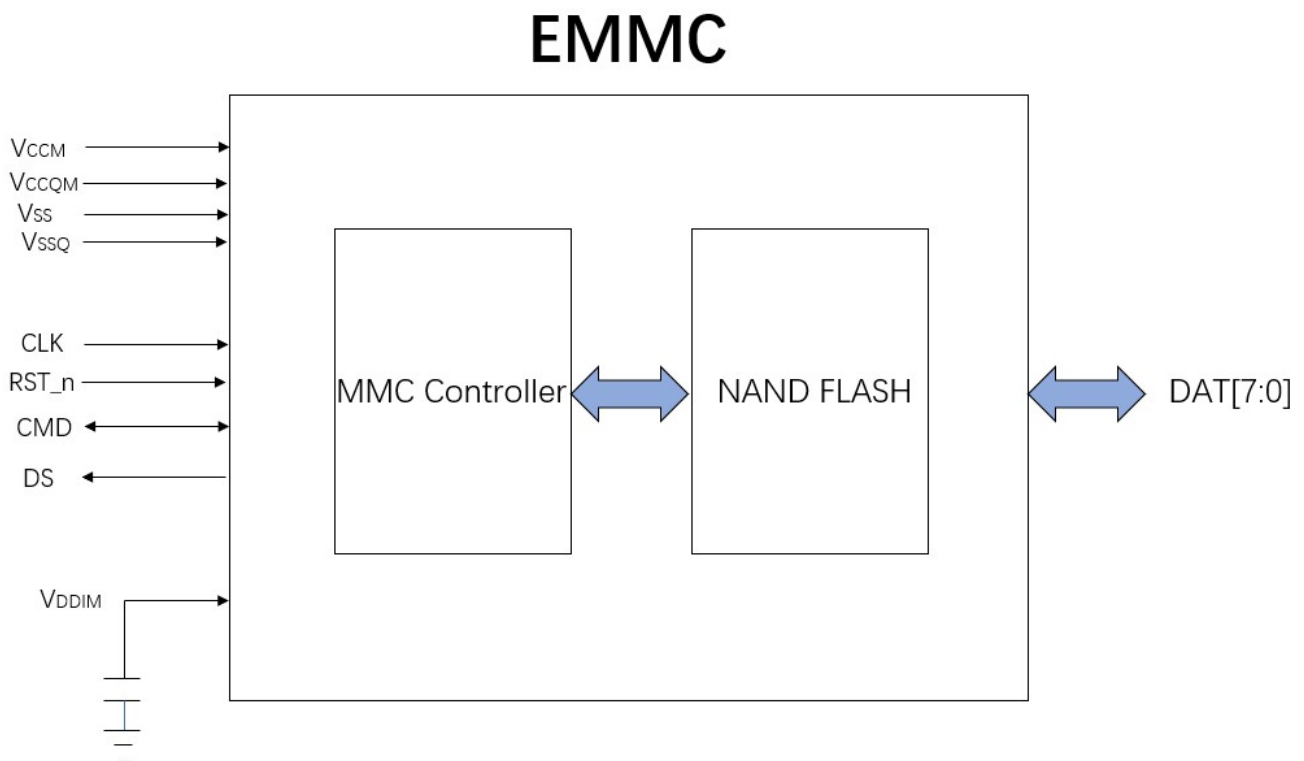 EMMC
VCCM
VCCQM
VSS
VSSQ
CLK
RST_n
CMD
DS
VDDIM
MMC Controller
NAND FLASH
DAT[7:0]